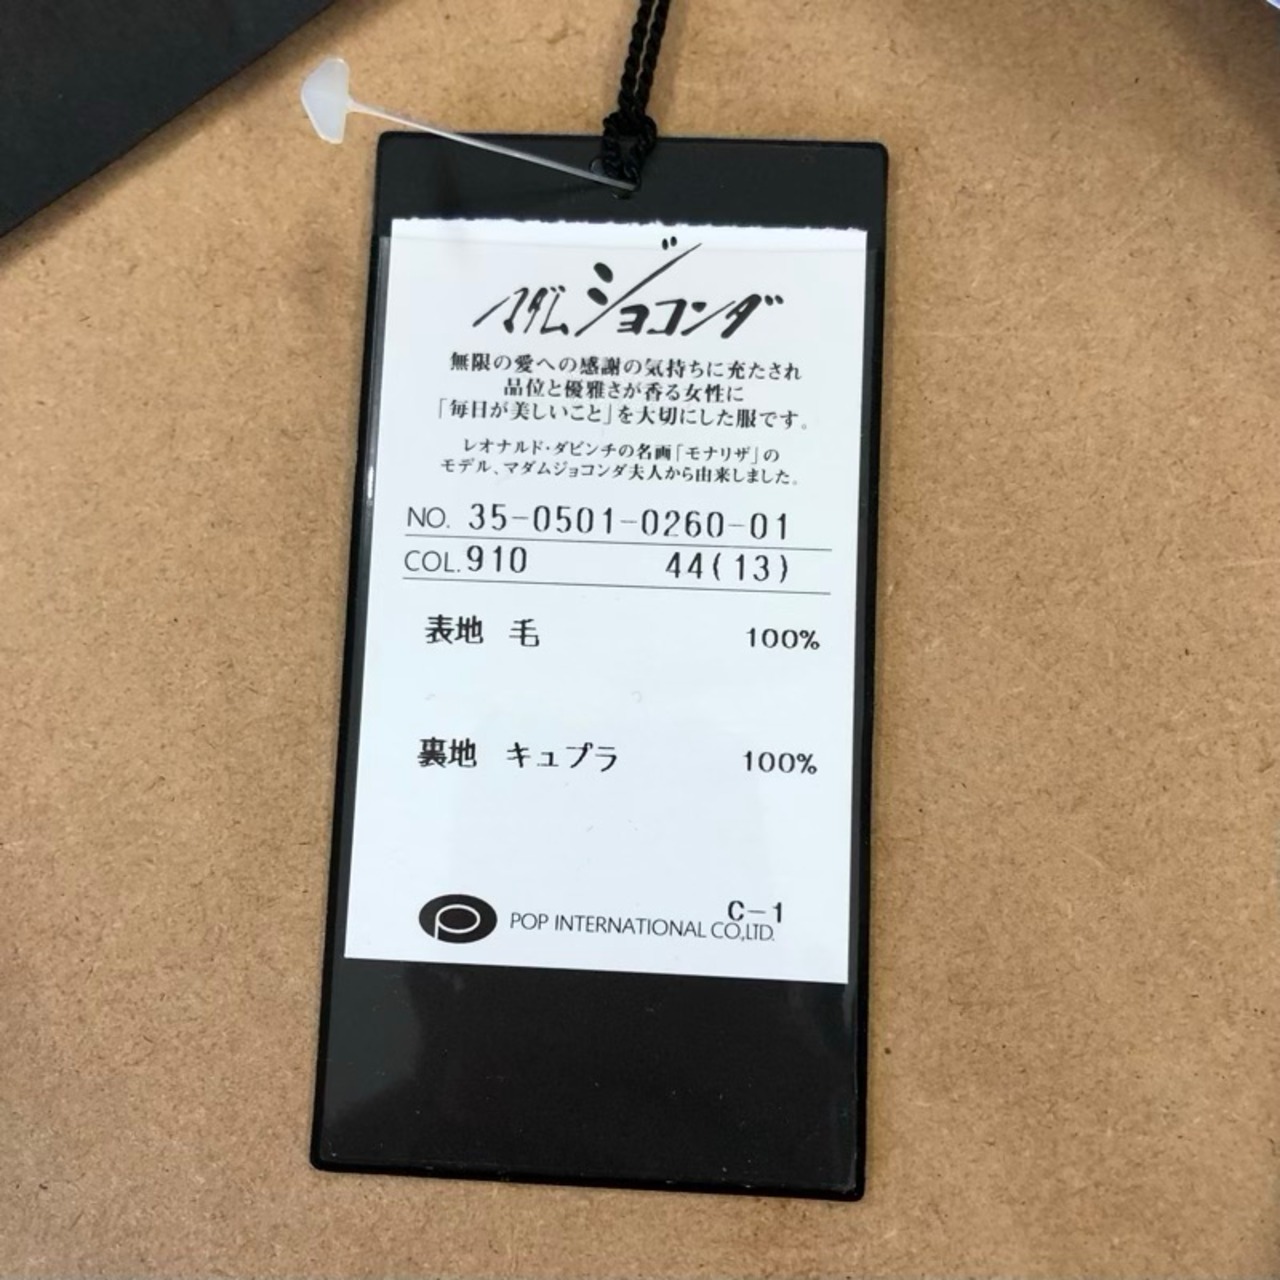 マダムジョコンダ
無限の愛への感謝の気持ちに充たされ
品位と優雅さが香る女性に
「毎日が美しいこと」を大切にした服です。
レオナルド・ダビンチの名画「モナリザ」の
モデル、マダムジョコンダ夫人から由来しました。
NO. 35-0501-0260-01
COL. 910 44(13)
表地 毛 100%
裏地 キュプラ 100%
C-1
POP INTERNATIONAL CO.,LTD.